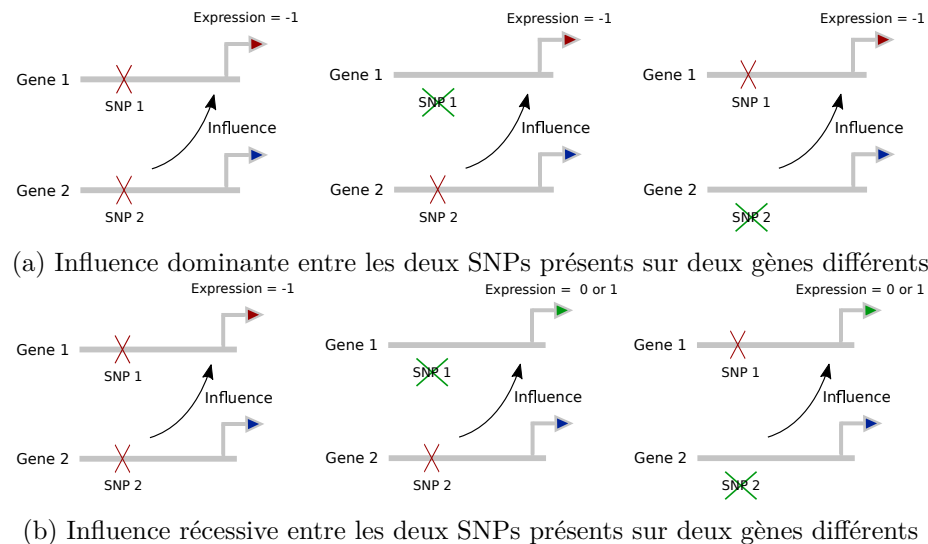 Expression = -1
Expression = -1
Expression = -1
Gene 1
SNP 1
Gene 1
SNP 1
Gene 1
SNP 1
Influence
Influence
Influence
Gene 2
SNP 2
Gene 2
SNP 2
Gene 2
SNP 2
(a) Influence dominante entre les deux SNPs présents sur deux gènes différents
Expression = -1
Expression = 0 or 1
Expression = 0 or 1
Gene 1
SNP 1
Gene 1
SNP 1
Gene 1
SNP 1
Influence
Influence
Influence
Gene 2
SNP 2
Gene 2
SNP 2
Gene 2
SNP 2
(b) Influence récessive entre les deux SNPs présents sur deux gènes différents